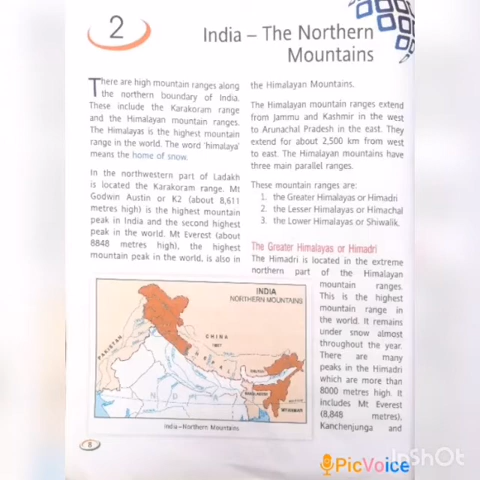 2
India – The Northern
Mountains
There are high mountain ranges along
the northern boundary of India.
These include the Karakoram range
and the Himalayan mountain ranges.
The Himalayas is the highest mountain
range in the world. The word 'himalaya'
means the home of snow.
In the northwestern part of Ladakh
is located the Karakoram range. Mt
Godwin Austin or K2 (about 8,611
metres high) is the highest mountain
peak in India and the second highest
peak in the world. Mt Everest (about
8848 metres high), the highest
mountain peak in the world, is also in
the Himalayan Mountains.
The Himalayan mountain ranges extend
from Jammu and Kashmir in the west
to Arunachal Pradesh in the east. They
extend for about 2,500 km from west
to east. The Himalayan mountains have
three main parallel ranges.
These mountain ranges are:
1. the Greater Himalayas or Himadri
2. the Lesser Himalayas or Himachal
3. the Lower Himalayas or Shiwalik.
The Greater Himalayas or Himadri
The Himadri is located in the extreme
northern part of the Himalayan
mountain ranges.
This is the highest
mountain range in
the world. It remains
under snow almost
throughout the year.
There are many
peaks in the Himadri
which are more than
8000 metres high. It
includes Mt Everest
(8,848 metres),
Kanchenjunga and
INDIA
NORTHERN MOUNTAINS
PAKISTAN
CHINA
NEPAL
BHUTAN
BANGLADESH
MYANMAR
INDIA
India–Northern Mountains
8
PicVoice
InShOt